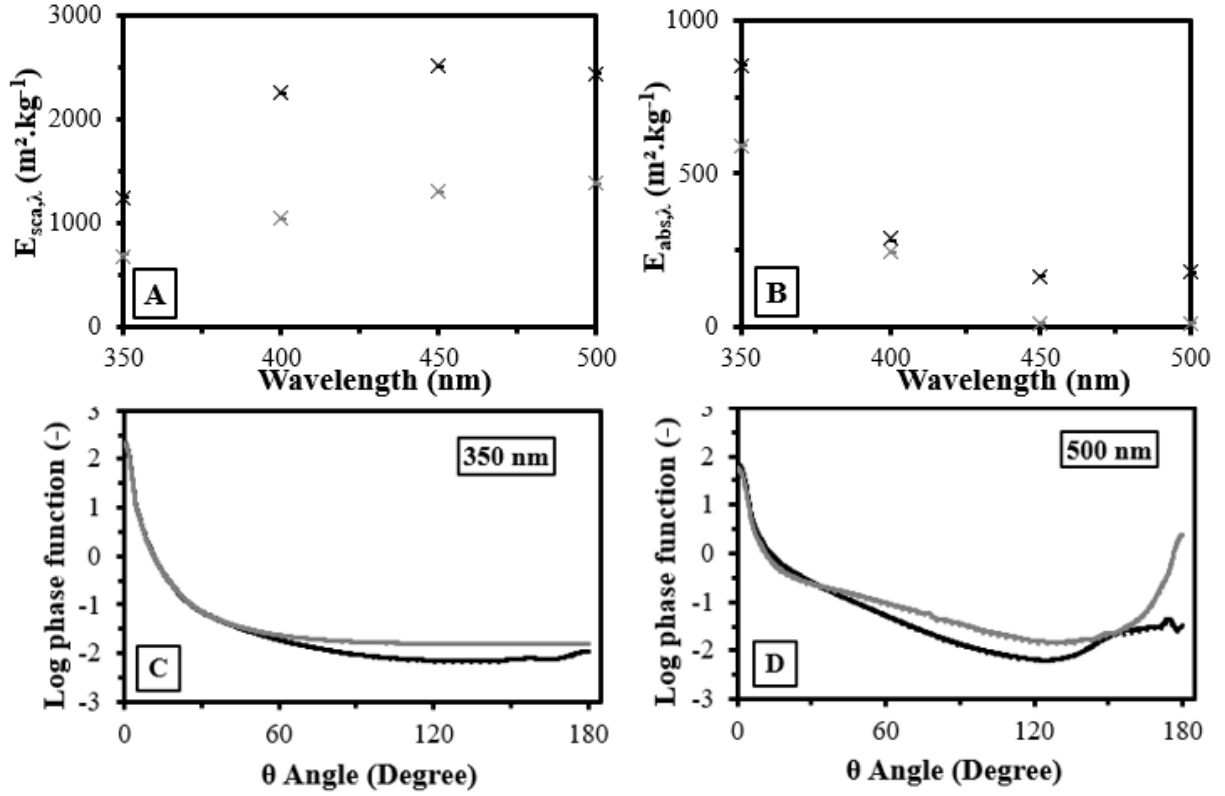 3000
2000
1000
0
E_sca,λ (m².kg⁻¹)
A
350 400 450 500
Wavelength (nm)
1000
500
0
E_abs,λ (m².kg⁻¹)
B
350 400 450 500
Wavelength (nm)
3
2
1
0
-1
-2
-3
Log phase function (-)
350 nm
C
0 60 120 180
θ Angle (Degree)
3
2
1
0
-1
-2
-3
Log phase function (-)
500 nm
D
0 60 120 180
θ Angle (Degree)